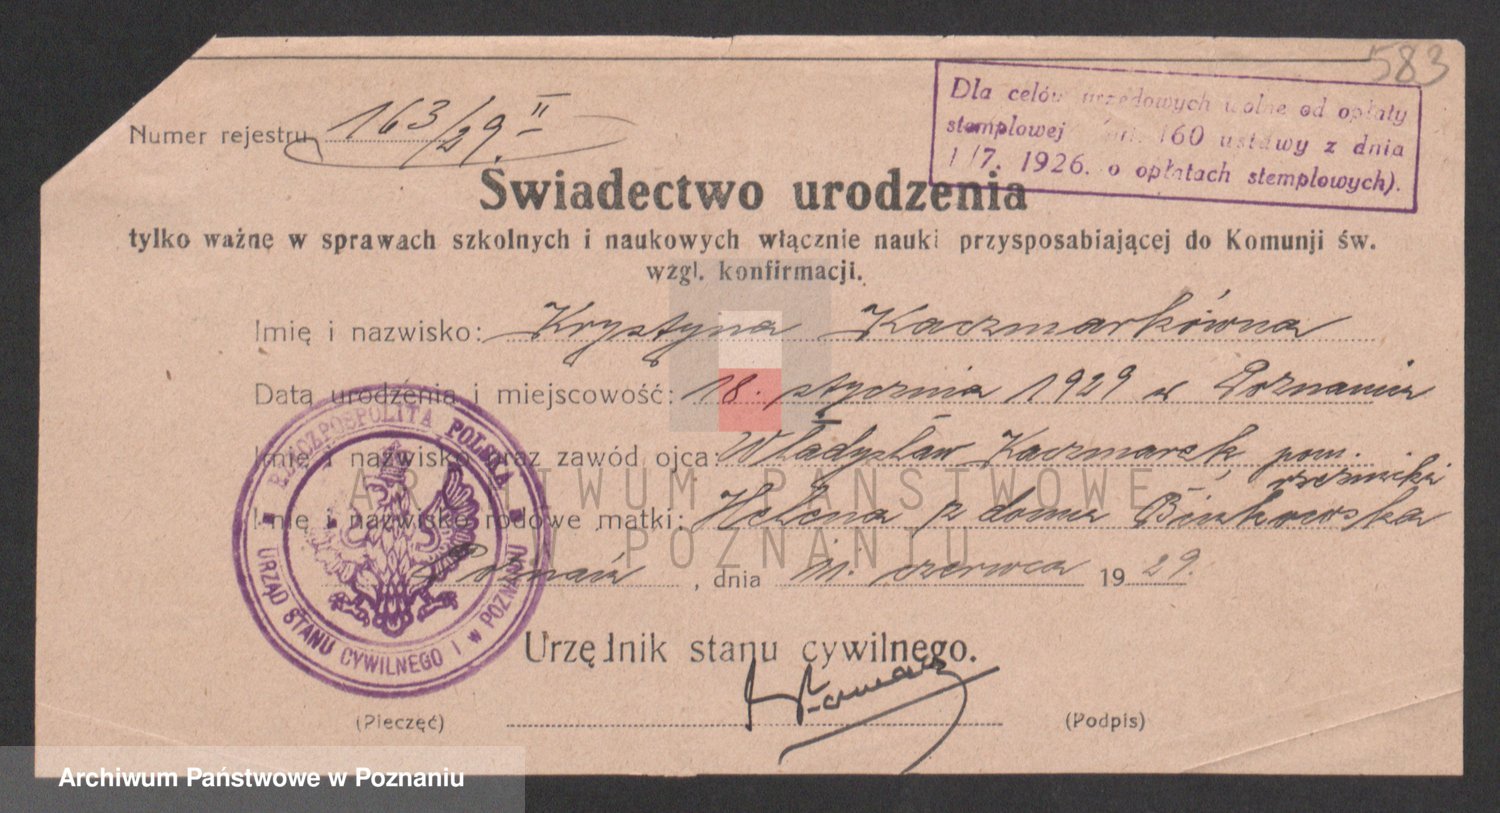 583
Dla celów urzędowych wolne od opłaty
stemplowej (Art. 160 ustawy z dnia
1/7. 1926. o opłatach stemplowych).
Numer rejestru 163/29. II
Świadectwo urodzenia
tylko ważne w sprawach szkolnych i naukowych włącznie nauki przysposabiającej do Komunji św.
wzgl. konfirmacji.
Imię i nazwisko: Krystyna Kaczmarkówna
Data urodzenia i miejscowość: 18. stycznia 1929 w Poznaniu
Imię i nazwisko oraz zawód ojca: Władysław Kaczmarek, pom.
rzeźnicki
Imię i nazwisko rodowe matki: Helena z domu Bińkowska
Poznań, dnia 11. czerwca 1929.
Urzędnik stanu cywilnego.
(Pieczęć) (Podpis)
RZECZPOSPOLITA POLSKA
URZĄD STANU CYWILNEGO I w POZNANIU
ARCHIWUM PAŃSTWOWE
W POZNANIU
Archiwum Państwowe w Poznaniu